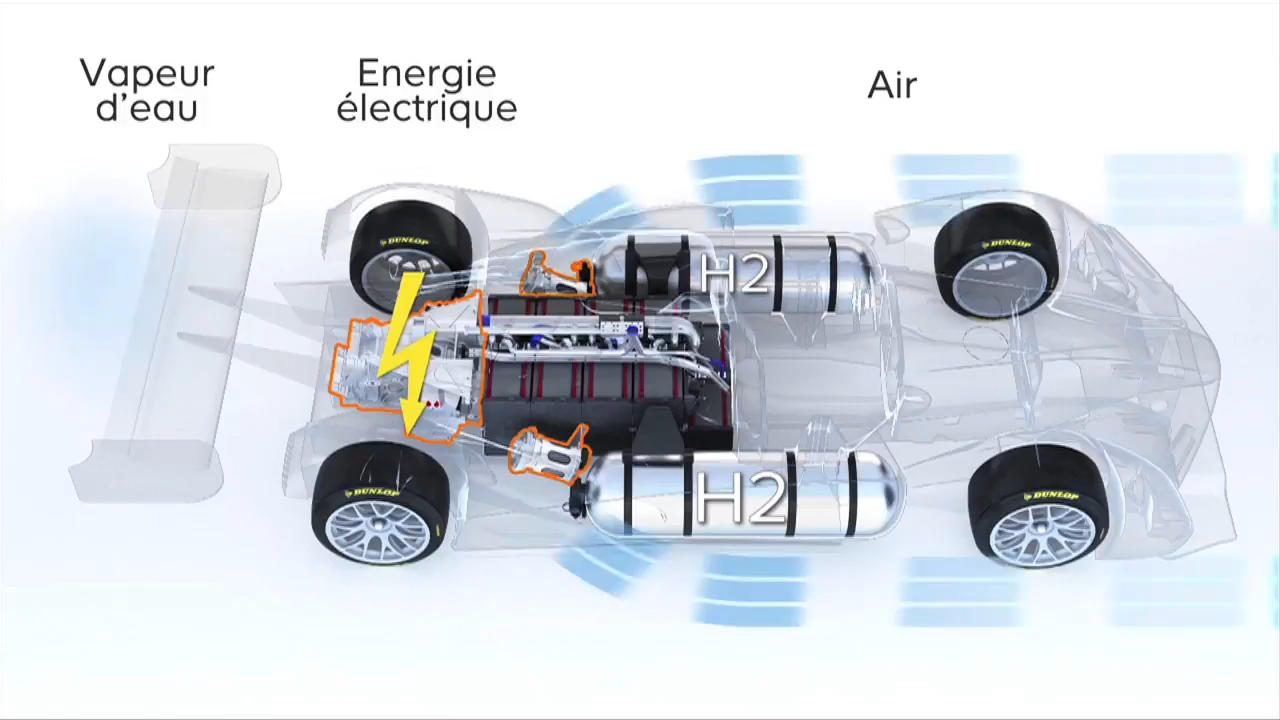 Vapeur
d'eau
Energie
électrique
Air
DUNLOP
DUNLOP
H2
H2
DUNLOP
DUNLOP